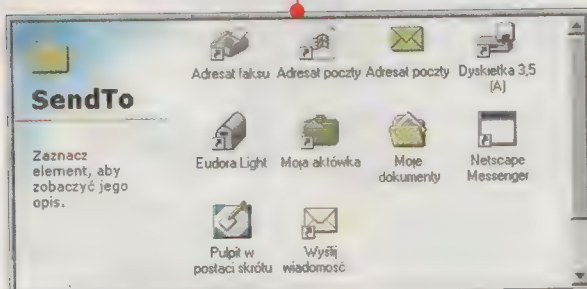 SendTo
Zaznacz
element, aby
zobaczyć jego
opis.
Adresat faksu Adresat poczty Adresat poczty Dyskietka 3,5
(A)
Eudora Light Moja aktówka Moje Netscape
dokumenty Messenger
Pulpit w Wyślij
postaci skrótu wiadomość